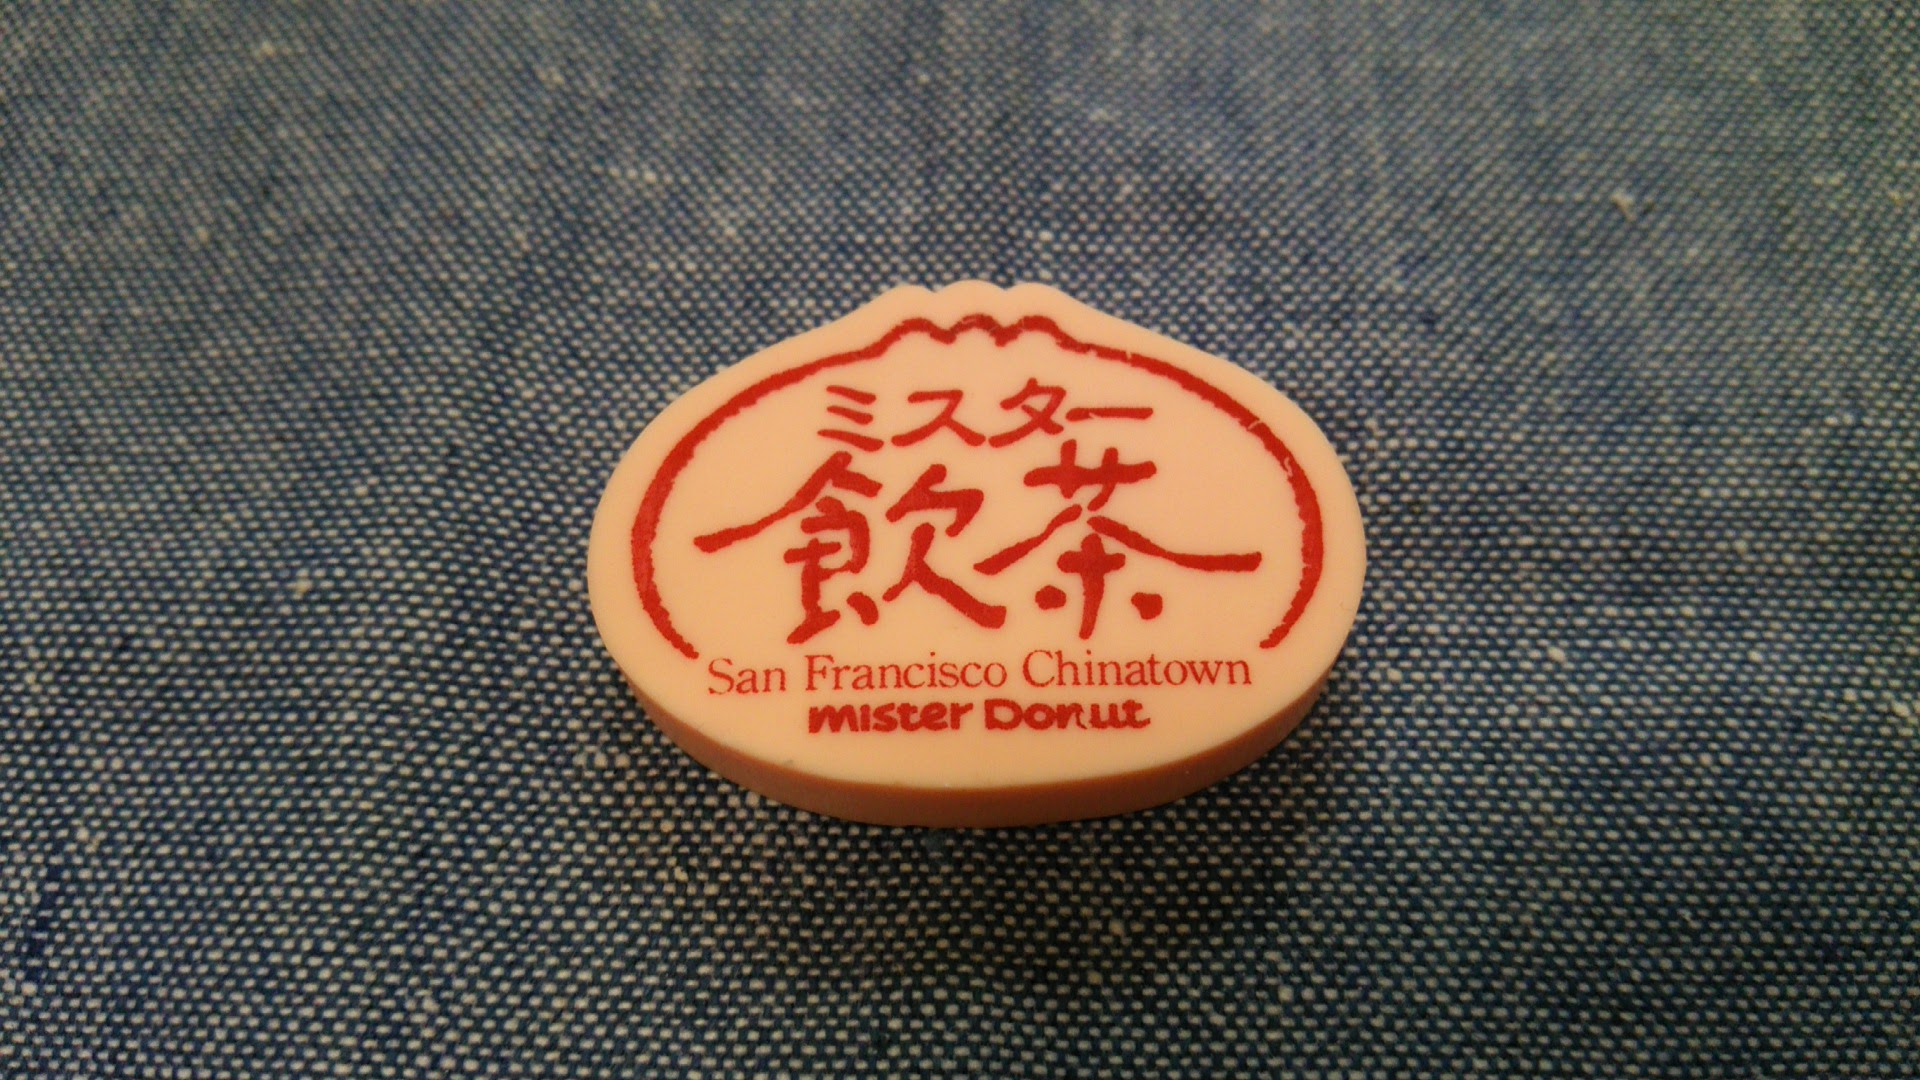 ミスター
飲茶
San Francisco Chinatown
mister Donut